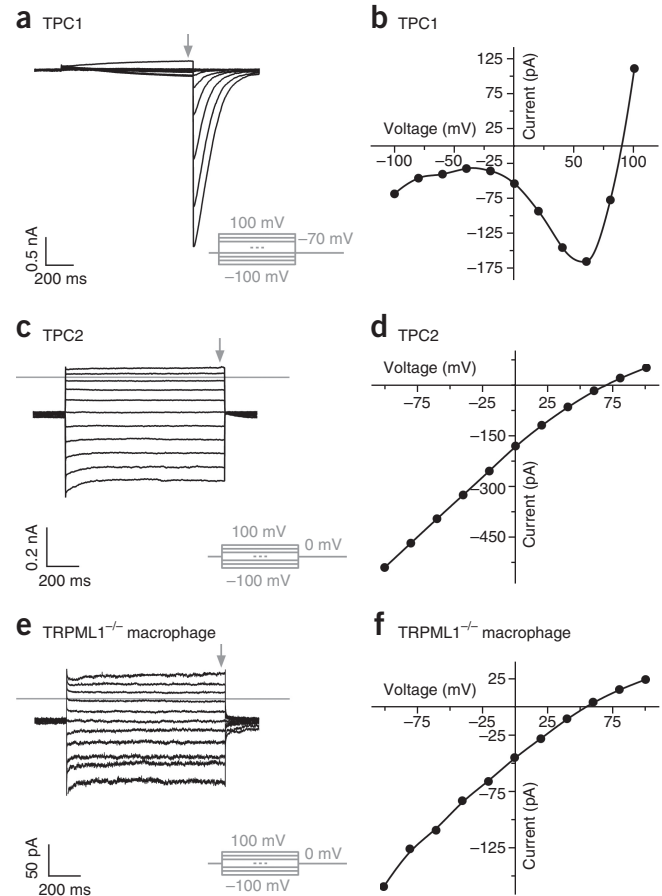 a TPC1
0.5 nA
200 ms
100 mV
−70 mV
−100 mV
b TPC1
125
75
25
Current (pA)
Voltage (mV)
−100
−50
−25
50
100
−25
−75
−125
−175
c TPC2
0.2 nA
200 ms
100 mV
0 mV
−100 mV
d TPC2
Voltage (mV)
−75
−25
25
75
−150
−300
−450
Current (pA)
e TRPML1−/− macrophage
50 pA
200 ms
100 mV
0 mV
−100 mV
f TRPML1−/− macrophage
25
Voltage (mV)
−75
−25
25
75
−25
−75
−125
Current (pA)